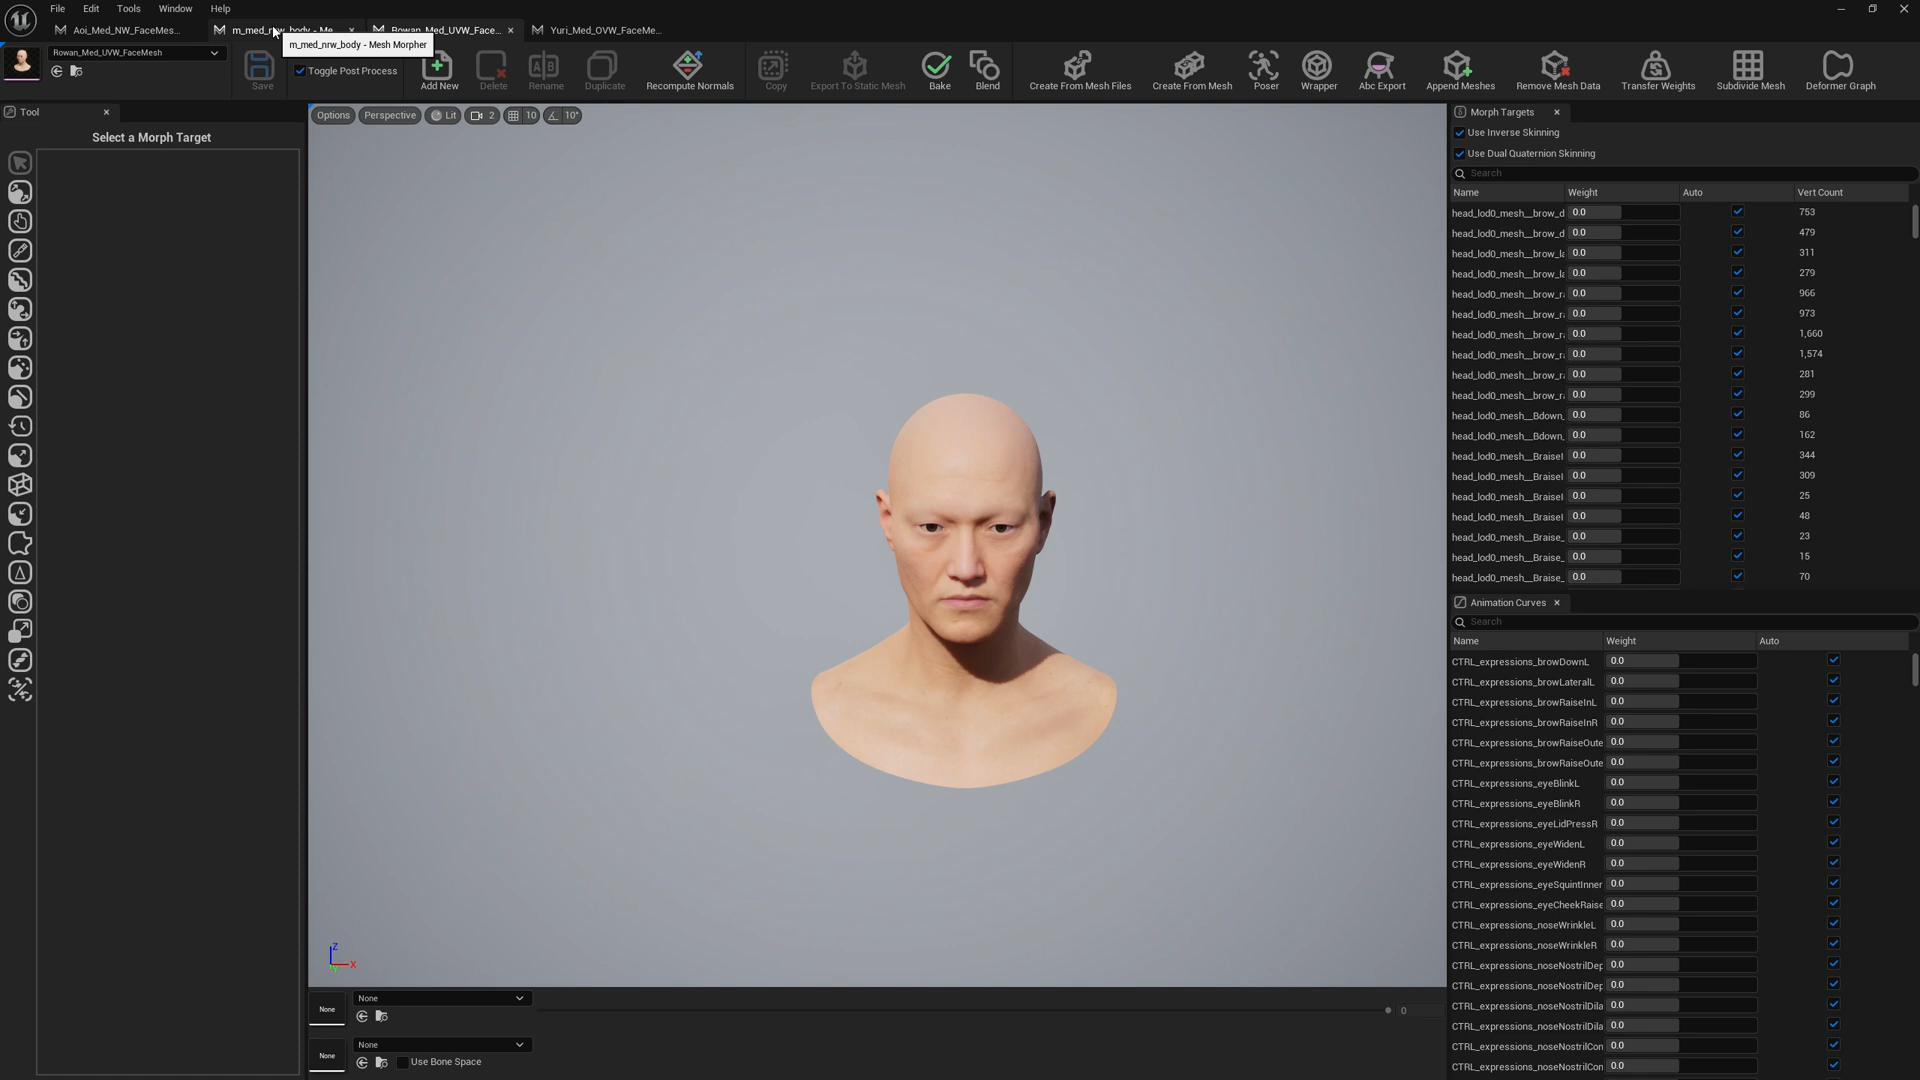 File Edit Tools Window Help
Aoi_Med_NW_FaceMes... m_med_nrw_body - Me... Rowan_Med_UVW_Face... Yuri_Med_OVW_FaceMe...
m_med_nrw_body - Mesh Morpher
Rowan_Med_UVW_FaceMesh
Toggle Post Process
Save Add New Delete Rename Duplicate Recompute Normals Copy Export To Static Mesh Bake Blend Create From Mesh Files Create From Mesh Poser Wrapper Abc Export Append Meshes Remove Mesh Data Transfer Weights Subdivide Mesh Deformer Graph
Tool
Select a Morph Target
Options Perspective Lit 2 10 10°
Morph Targets
Use Inverse Skinning
Use Dual Quaternion Skinning
Search
Name Weight Auto Vert Count
head_lod0_mesh__brow_d 0.0 753
head_lod0_mesh__brow_d 0.0 479
head_lod0_mesh__brow_la 0.0 311
head_lod0_mesh__brow_la 0.0 279
head_lod0_mesh__brow_ra 0.0 966
head_lod0_mesh__brow_ra 0.0 973
head_lod0_mesh__brow_ra 0.0 1,660
head_lod0_mesh__brow_ra 0.0 1,574
head_lod0_mesh__brow_ra 0.0 281
head_lod0_mesh__brow_ra 0.0 299
head_lod0_mesh__Bdown_ 0.0 86
head_lod0_mesh__Bdown_ 0.0 162
head_lod0_mesh__BraiseI 0.0 344
head_lod0_mesh__BraiseI 0.0 309
head_lod0_mesh__BraiseI 0.0 25
head_lod0_mesh__BraiseI 0.0 48
head_lod0_mesh__Braise_ 0.0 23
head_lod0_mesh__Braise_ 0.0 15
head_lod0_mesh__Braise_ 0.0 70
Animation Curves
Search
Name Weight Auto
CTRL_expressions_browDownL 0.0
CTRL_expressions_browLateralL 0.0
CTRL_expressions_browRaiseInL 0.0
CTRL_expressions_browRaiseInR 0.0
CTRL_expressions_browRaiseOute 0.0
CTRL_expressions_browRaiseOute 0.0
CTRL_expressions_eyeBlinkL 0.0
CTRL_expressions_eyeBlinkR 0.0
CTRL_expressions_eyeLidPressR 0.0
CTRL_expressions_eyeWidenL 0.0
CTRL_expressions_eyeWidenR 0.0
CTRL_expressions_eyeSquintInner 0.0
CTRL_expressions_eyeCheekRaise 0.0
CTRL_expressions_noseWrinkleL 0.0
CTRL_expressions_noseWrinkleR 0.0
CTRL_expressions_noseNostrilDep 0.0
CTRL_expressions_noseNostrilDep 0.0
CTRL_expressions_noseNostrilDila 0.0
CTRL_expressions_noseNostrilDila 0.0
CTRL_expressions_noseNostrilCon 0.0
CTRL_expressions_noseNostrilCon 0.0
Z
X
None None 0
None None
Use Bone Space